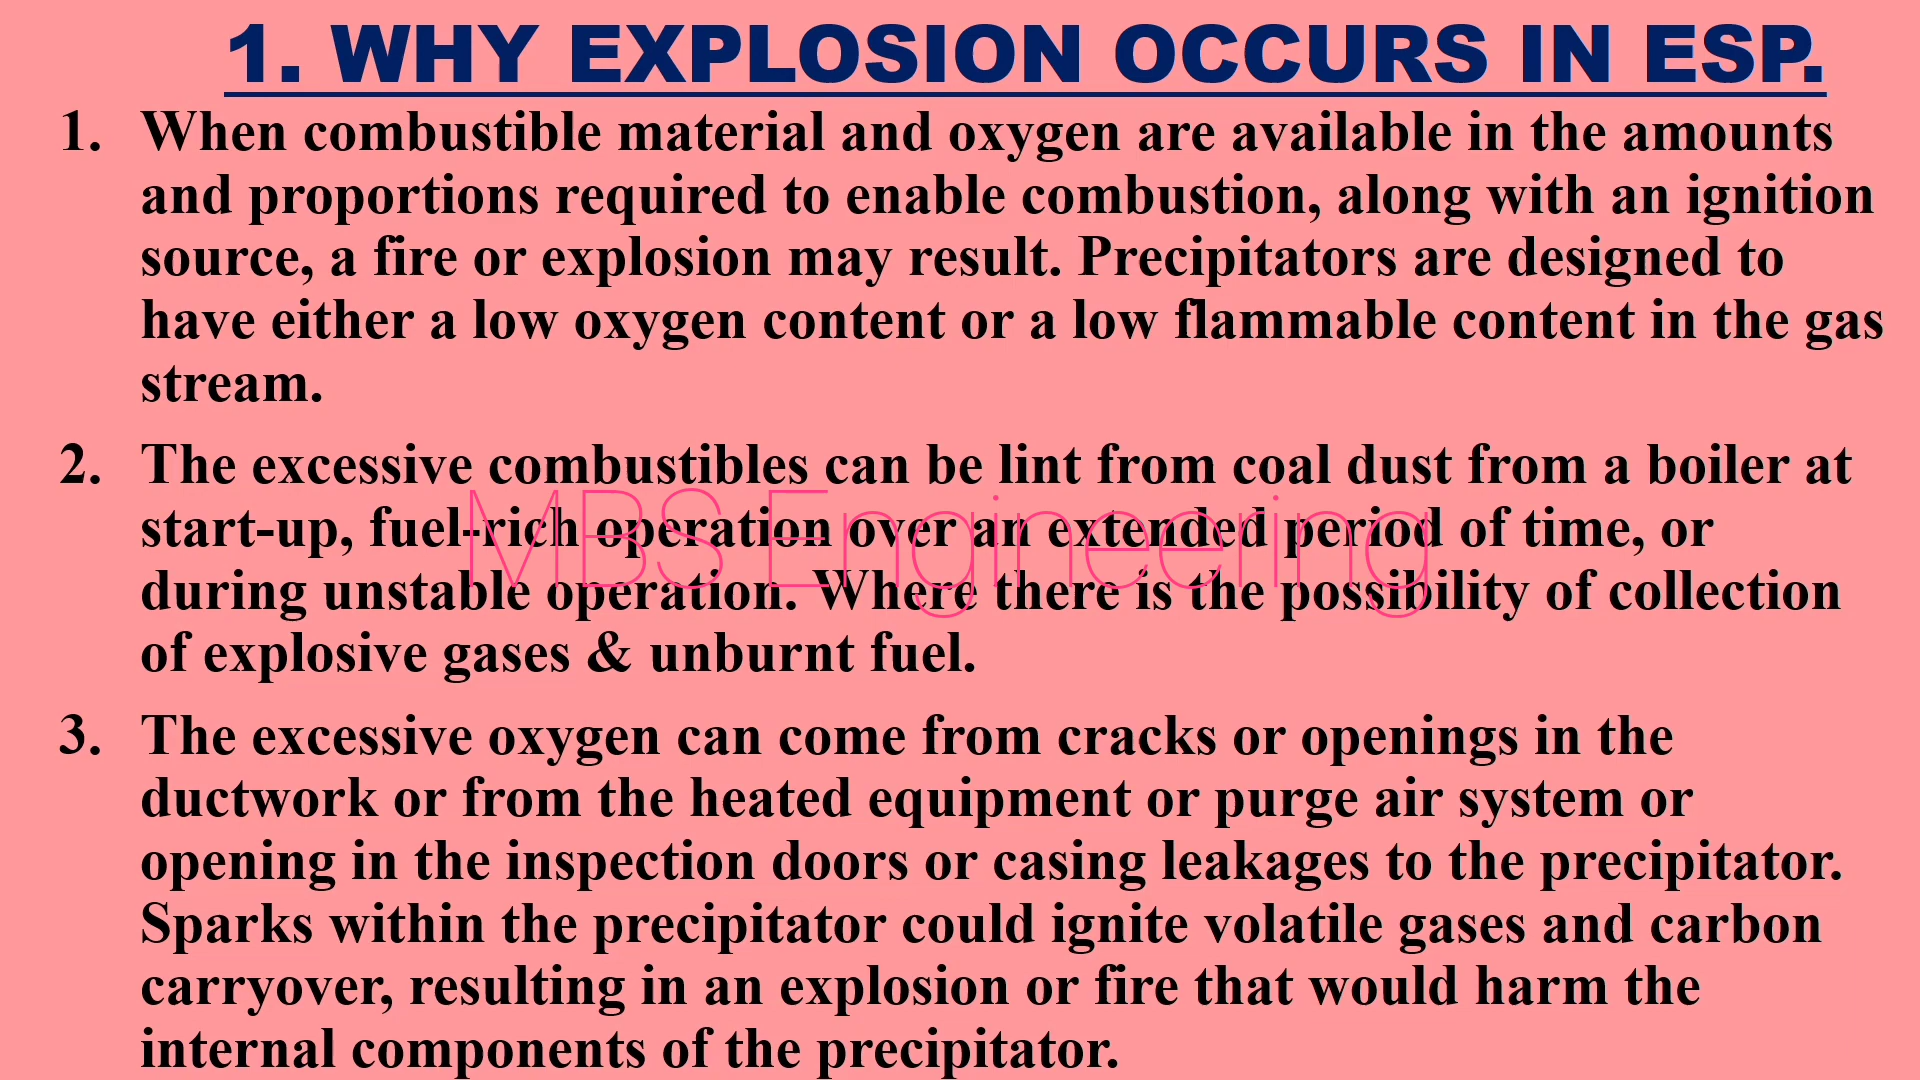 1. WHY EXPLOSION OCCURS IN ESP.
1. When combustible material and oxygen are available in the amounts
and proportions required to enable combustion, along with an ignition
source, a fire or explosion may result. Precipitators are designed to
have either a low oxygen content or a low flammable content in the gas
stream.
2. The excessive combustibles can be lint from coal dust from a boiler at
start-up, fuel-rich operation over an extended period of time, or
MBS Engineering
during unstable operation. Where there is the possibility of collection
of explosive gases & unburnt fuel.
3. The excessive oxygen can come from cracks or openings in the
ductwork or from the heated equipment or purge air system or
opening in the inspection doors or casing leakages to the precipitator.
Sparks within the precipitator could ignite volatile gases and carbon
carryover, resulting in an explosion or fire that would harm the
internal components of the precipitator.